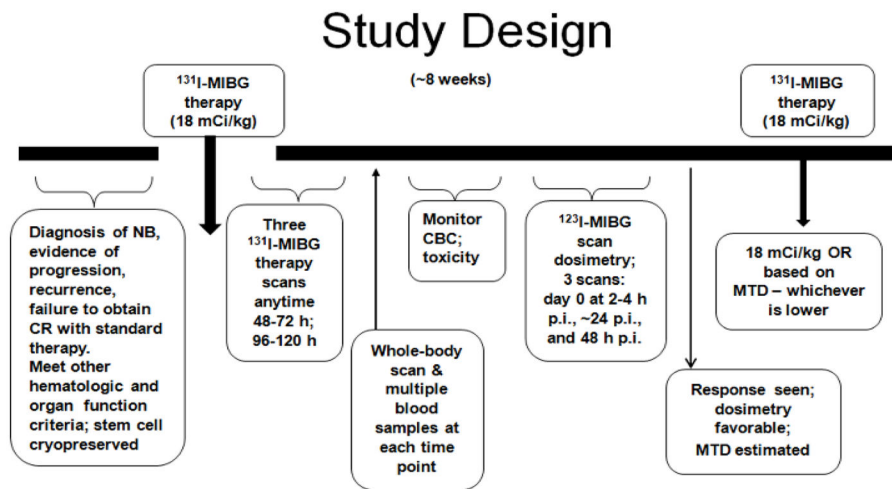 Study Design
¹³¹I-MIBG
therapy
(18 mCi/kg)
(~8 weeks)
¹³¹I-MIBG
therapy
(18 mCi/kg)
Diagnosis of NB,
evidence of
progression,
recurrence,
failure to obtain
CR with standard
therapy.
Meet other
hematologic and
organ function
criteria; stem cell
cryopreserved
Three
¹³¹I-MIBG
therapy
scans
anytime
48-72 h;
96-120 h
Whole-body
scan &
multiple
blood
samples at
each time
point
Monitor
CBC;
toxicity
¹²³I-MIBG
scan
dosimetry;
3 scans:
day 0 at 2-4 h
p.i., ~24 p.i.,
and 48 h p.i.
Response seen;
dosimetry
favorable;
MTD estimated
18 mCi/kg OR
based on
MTD – whichever
is lower